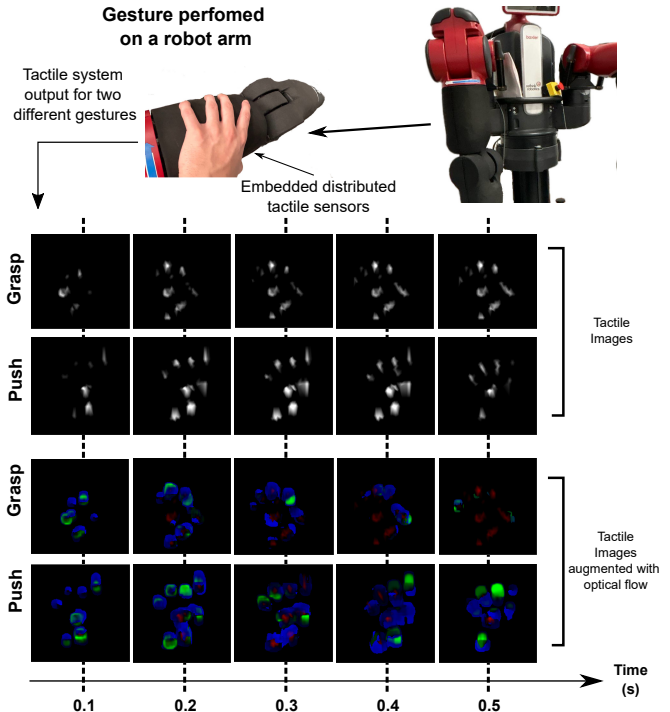 Gesture perfomed
on a robot arm
Tactile system
output for two
different gestures
Embedded distributed
tactile sensors
Grasp
Push
Tactile
Images
Grasp
Push
Tactile
Images
augmented with
optical flow
Time
(s)
0.1 0.2 0.3 0.4 0.5